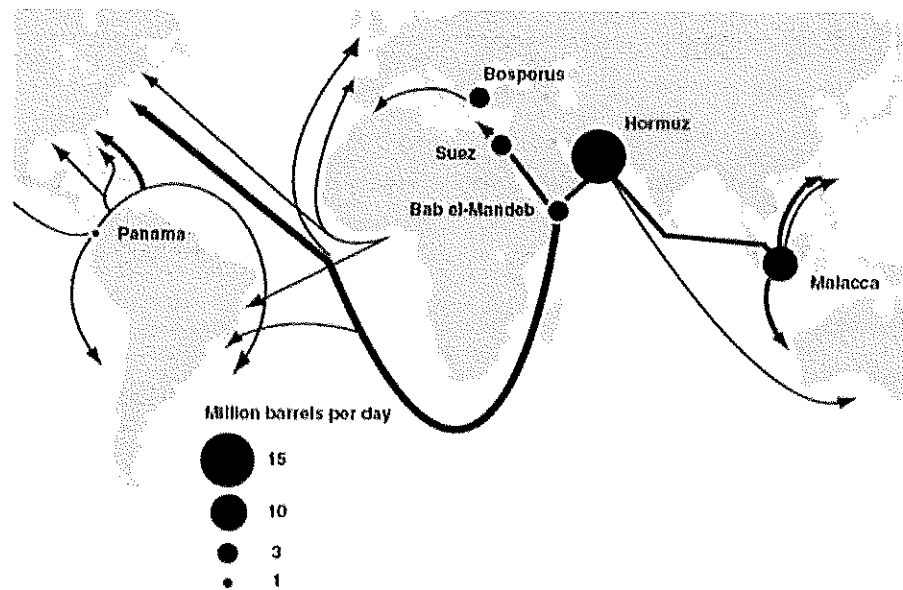 Bosporus
Hormuz
Suez
Bab el-Mandeb
Panama
Malacca
Million barrels per day
15
10
3
1